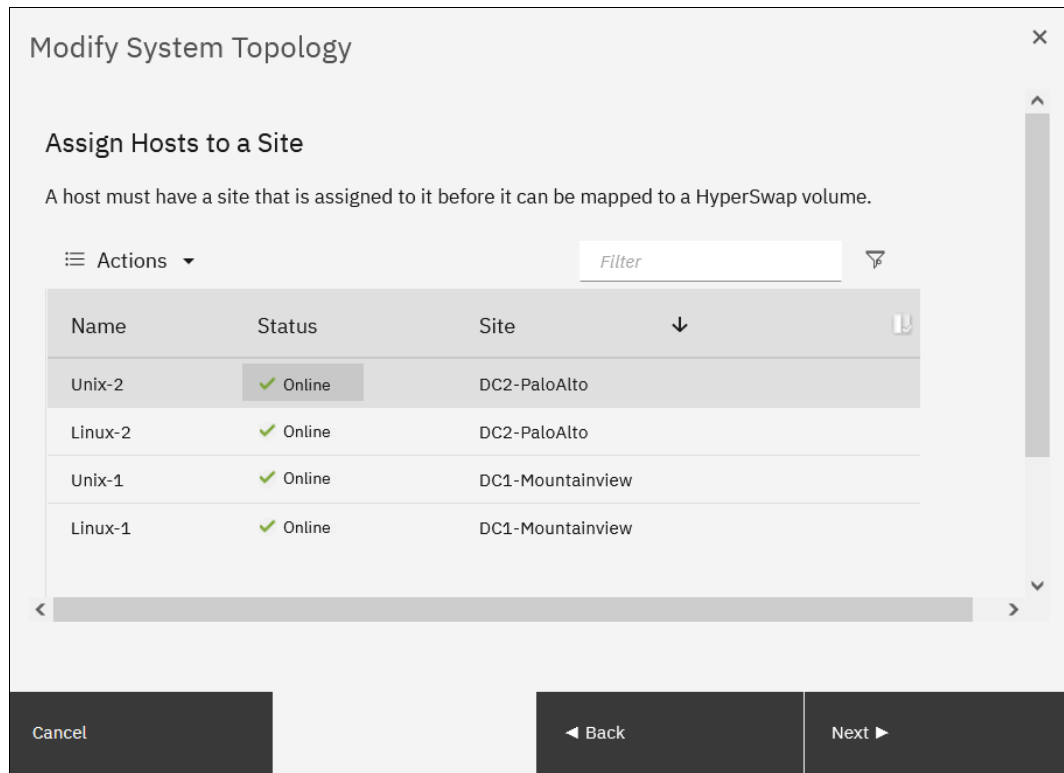 Modify System Topology
Assign Hosts to a Site
A host must have a site that is assigned to it before it can be mapped to a HyperSwap volume.
Actions Filter
Name Status Site
Unix-2 Online DC2-PaloAlto
Linux-2 Online DC2-PaloAlto
Unix-1 Online DC1-Mountainview
Linux-1 Online DC1-Mountainview
Cancel Back Next